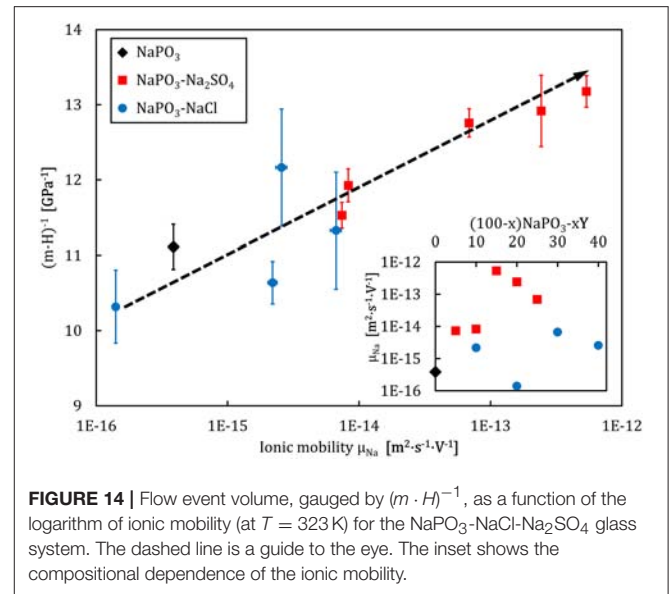 14
13
12
11
10
9
(m·H)⁻¹ [GPa⁻¹]
NaPO₃
NaPO₃-Na₂SO₄
NaPO₃-NaCl
(100-x)NaPO₃-xY
0 10 20 30 40
1E-12
1E-13
1E-14
1E-15
1E-16
μNa [m²·s⁻¹·V⁻¹]
1E-16 1E-15 1E-14 1E-13 1E-12
Ionic mobility μNa [m²·s⁻¹·V⁻¹]
FIGURE 14 | Flow event volume, gauged by (m · H)⁻¹, as a function of the
logarithm of ionic mobility (at T = 323 K) for the NaPO3-NaCl-Na2SO4 glass
system. The dashed line is a guide to the eye. The inset shows the
compositional dependence of the ionic mobility.